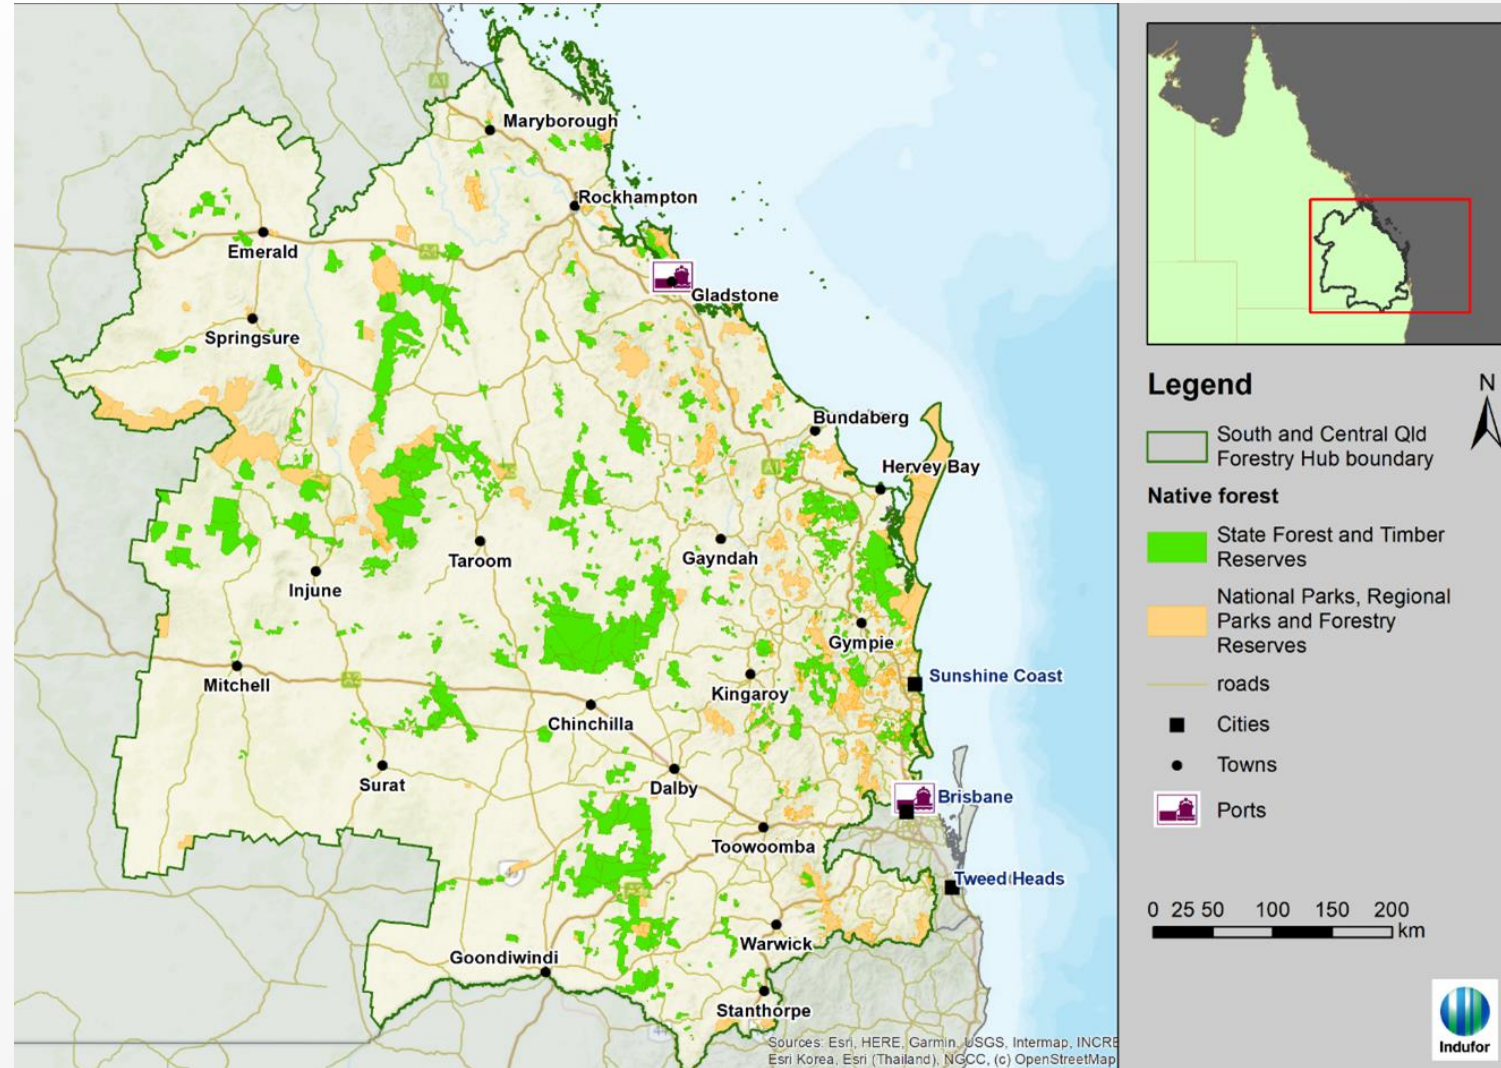 Maryborough
Rockhampton
Emerald
Gladstone
Springsure
Bundaberg
Hervey Bay
Taroom
Gayndah
Injune
Gympie
Mitchell
Kingaroy
Sunshine Coast
Chinchilla
Surat
Dalby
Brisbane
Toowoomba
Tweed Heads
Warwick
Goondiwindi
Stanthorpe
A1
A1
Sources: Esri, HERE, Garmin, USGS, Intermap, INCRE
Esri Korea, Esri (Thailand), NGCC, (c) OpenStreetMap
Legend
N
South and Central Qld
Forestry Hub boundary
Native forest
State Forest and Timber
Reserves
National Parks, Regional
Parks and Forestry
Reserves
roads
Cities
Towns
Ports
0 25 50 100 150 200
km
Indufor